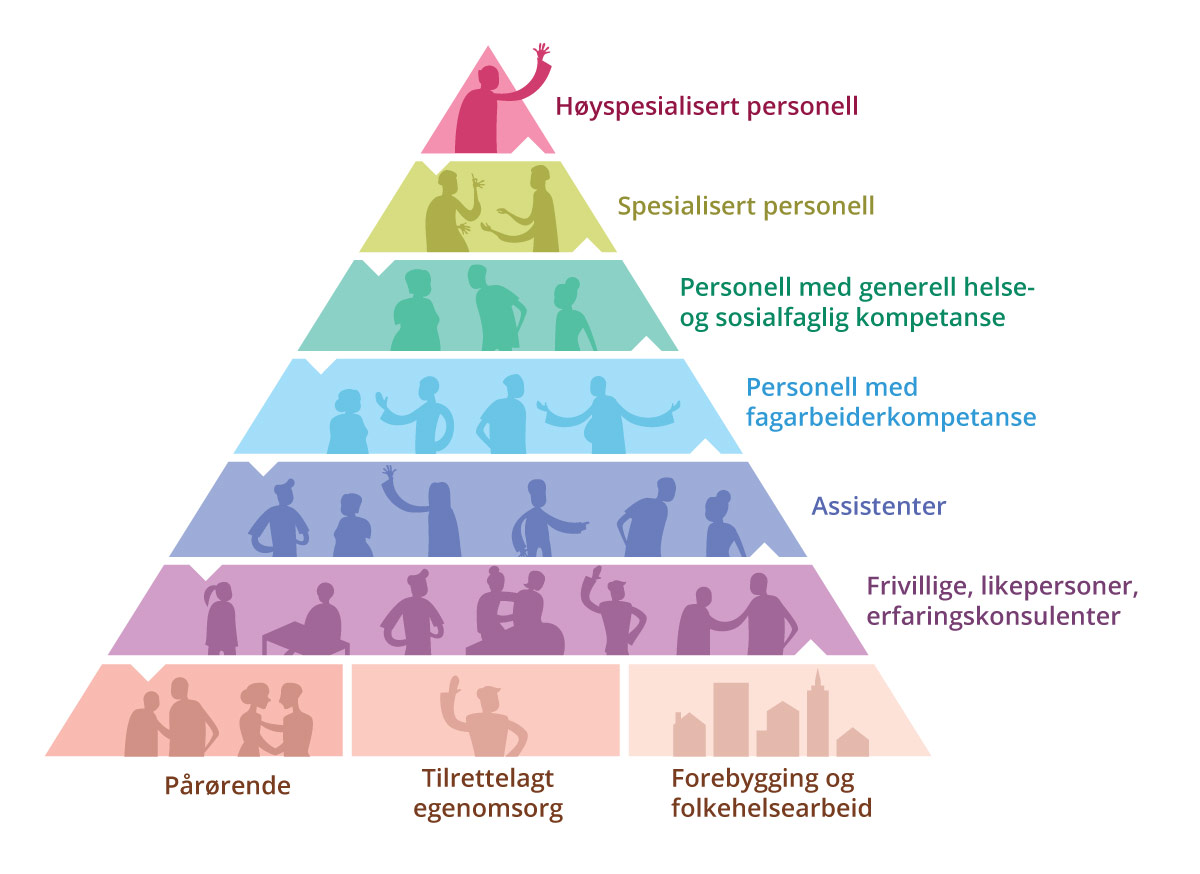 Høyspesialisert personell
Spesialisert personell
Personell med generell helse-
og sosialfaglig kompetanse
Personell med
fagarbeiderkompetanse
Assistenter
Frivillige, likepersoner,
erfaringskonsulenter
Pårørende
Tilrettelagt
egenomsorg
Forebygging og
folkehelsearbeid